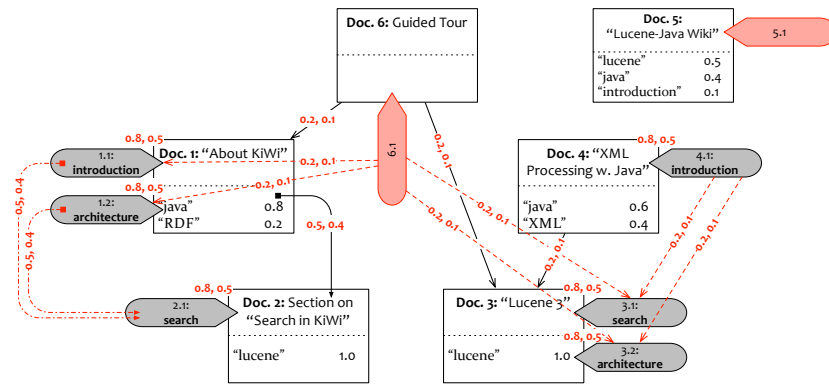 Doc. 6: Guided Tour
Doc. 5:
"Lucene-Java Wiki"
5.1
"lucene" 0.5
"java" 0.4
"introduction" 0.1
0.2, 0.1
0.2, 0.1
6.1
0.8, 0.5
1.1:
introduction
Doc. 1: "About KiWi"
0.2, 0.1
0.8, 0.5
1.2:
architecture
0.2, 0.1
"java" 0.8
"RDF" 0.2
0.5, 0.4
0.5, 0.4
0.5, 0.4
0.8, 0.5
Doc. 4: "XML
Processing w. Java"
4.1:
introduction
"java" 0.6
"XML" 0.4
0.2, 0.1
0.2, 0.1
0.2, 0.1
0.2, 0.1
0.2, 0.1
0.8, 0.5
2.1:
search
Doc. 2: Section on
"Search in KiWi"
"lucene" 1.0
0.8, 0.5
Doc. 3: "Lucene 3"
3.1:
search
0.8, 0.5
"lucene" 1.0
3.2:
architecture